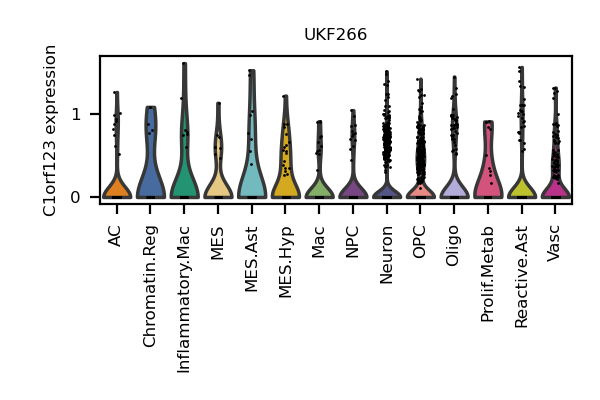 UKF266
C1orf123 expression
1
0
AC
Chromatin.Reg
Inflammatory.Mac
MES
MES.Ast
MES.Hyp
Mac
NPC
Neuron
OPC
Oligo
Prolif.Metab
Reactive.Ast
Vasc